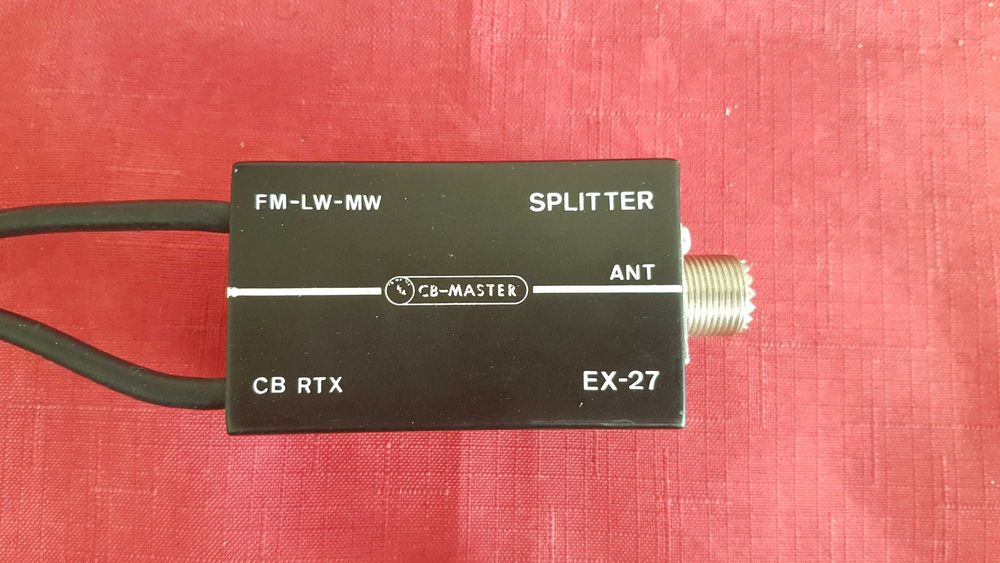 FM-LW-MW
SPLITTER
ANT
CB-MASTER
CB RTX
EX-27